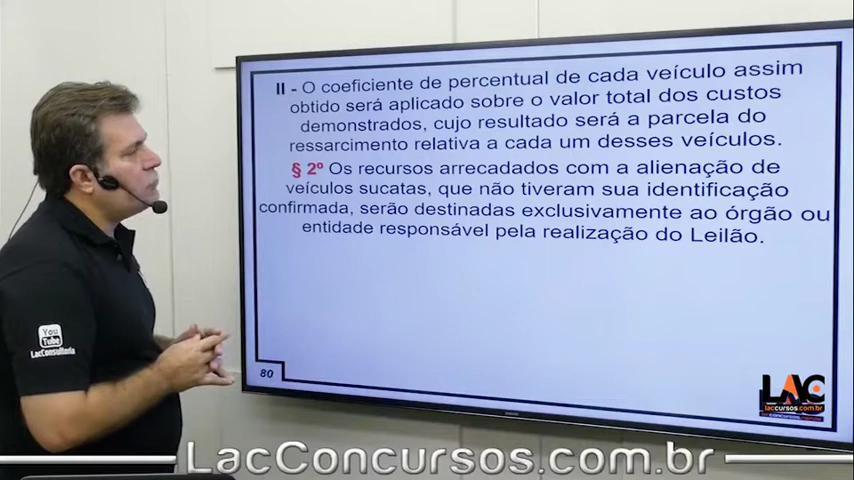 II - O coeficiente de percentual de cada veículo assim
obtido será aplicado sobre o valor total dos custos
demonstrados, cujo resultado será a parcela do
ressarcimento relativa a cada um desses veículos.
§ 2º Os recursos arrecadados com a alienação de
veículos sucatas, que não tiveram sua identificação
confirmada, serão destinadas exclusivamente ao órgão ou
entidade responsável pela realização do Leilão.
80
You
Tube
LacConsultoria
LAC
laccursos.com.br
LacConcursos.com.br